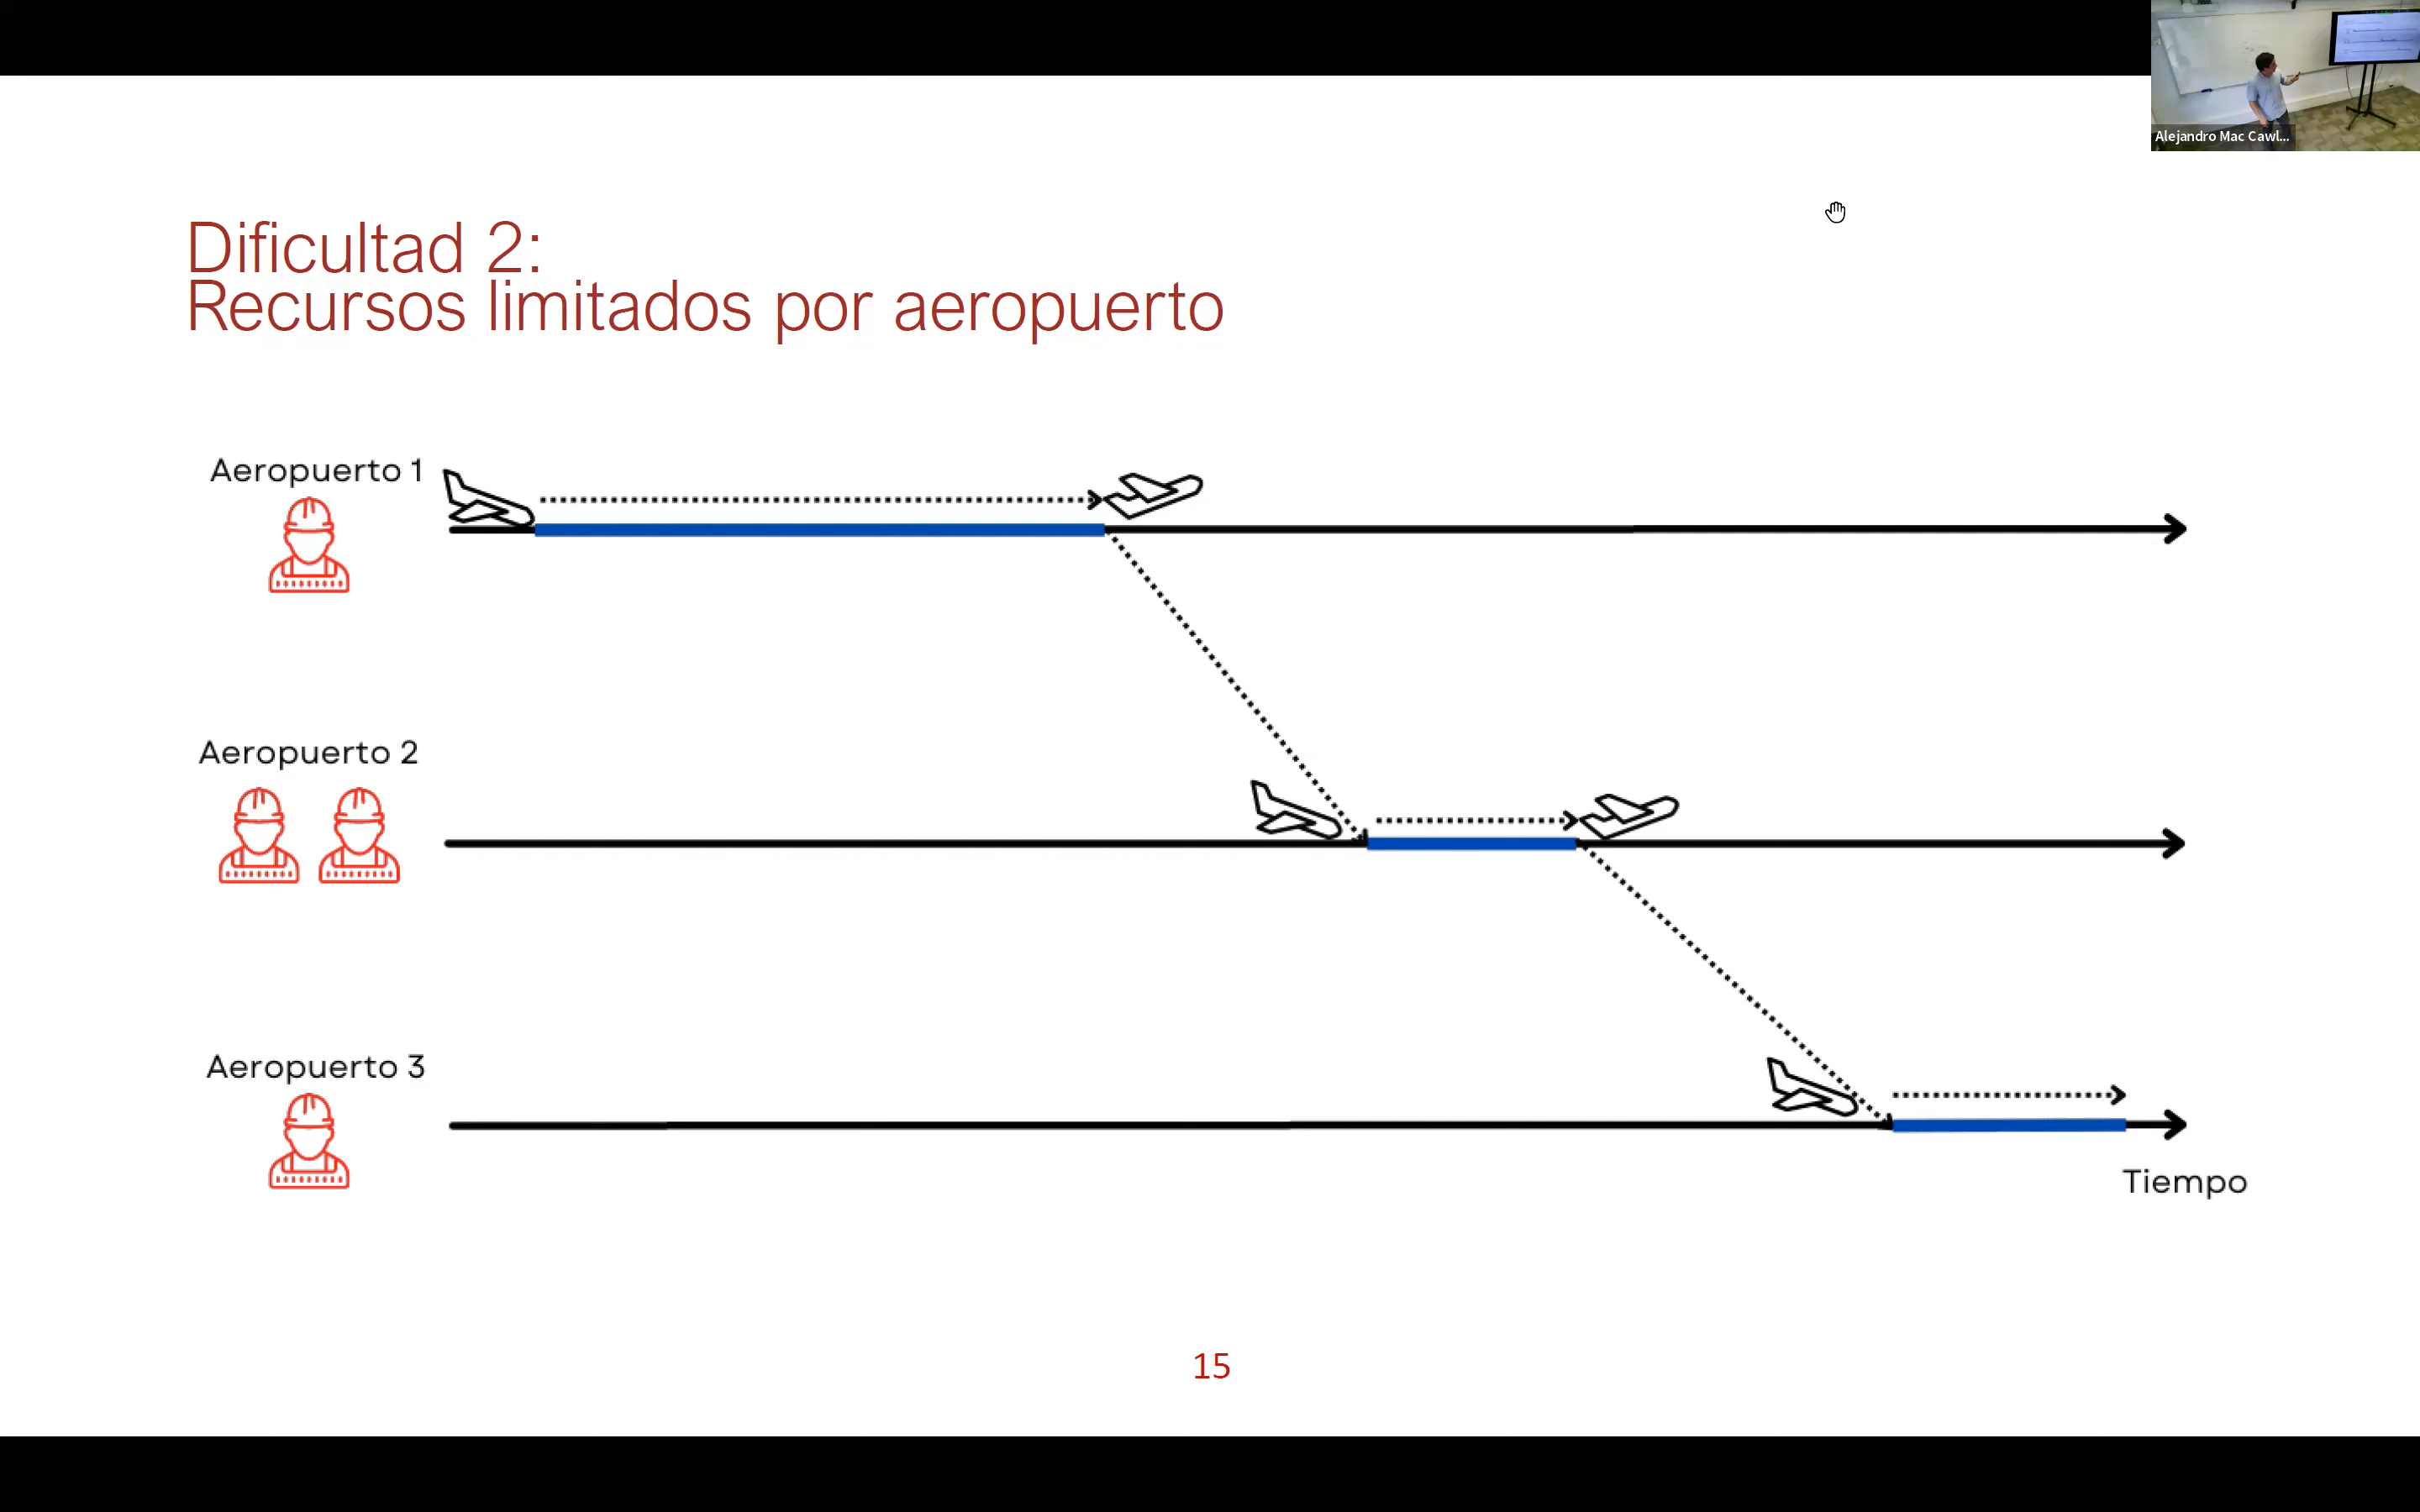 Alejandro Mac Cawl...
Dificultad 2:
Recursos limitados por aeropuerto
Aeropuerto 1
Aeropuerto 2
Aeropuerto 3
Tiempo
15